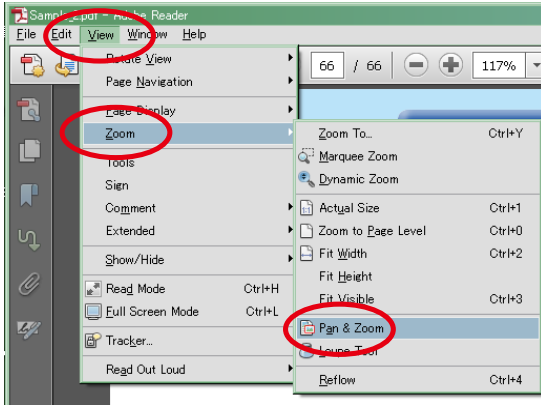 Sample_2.pdf - Adobe Reader
File Edit View Window Help
66 / 66 117%
Rotate View
Page Navigation
Page Display
Zoom
Tools
Sign
Comment
Extended
Show/Hide
Read Mode Ctrl+H
Full Screen Mode Ctrl+L
Tracker...
Read Out Loud
Zoom To... Ctrl+Y
Marquee Zoom
Dynamic Zoom
Actual Size Ctrl+1
Zoom to Page Level Ctrl+0
Fit Width Ctrl+2
Fit Height
Fit Visible Ctrl+3
Pan & Zoom
Loupe Tool
Reflow Ctrl+4